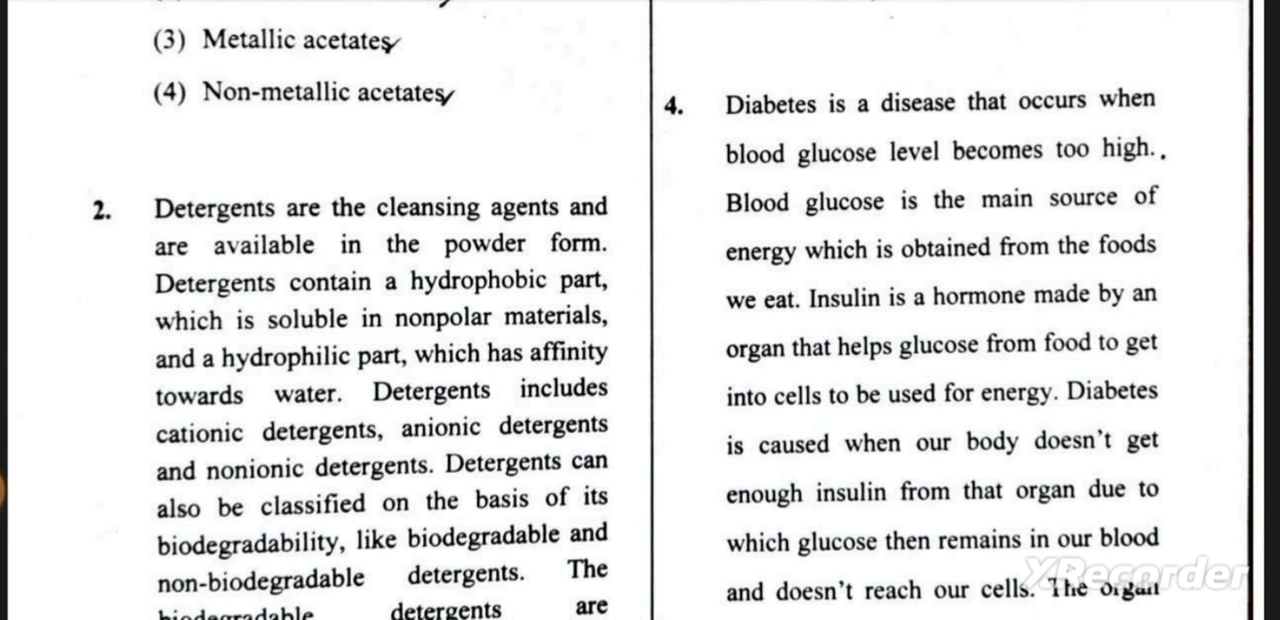 (3) Metallic acetates
(4) Non-metallic acetates
2. Detergents are the cleansing agents and
are available in the powder form.
Detergents contain a hydrophobic part,
which is soluble in nonpolar materials,
and a hydrophilic part, which has affinity
towards water. Detergents includes
cationic detergents, anionic detergents
and nonionic detergents. Detergents can
also be classified on the basis of its
biodegradability, like biodegradable and
non-biodegradable detergents. The
biodegradable detergents are
4. Diabetes is a disease that occurs when
blood glucose level becomes too high. .
Blood glucose is the main source of
energy which is obtained from the foods
we eat. Insulin is a hormone made by an
organ that helps glucose from food to get
into cells to be used for energy. Diabetes
is caused when our body doesn't get
enough insulin from that organ due to
which glucose then remains in our blood
and doesn't reach our cells. The organ
XRecorder